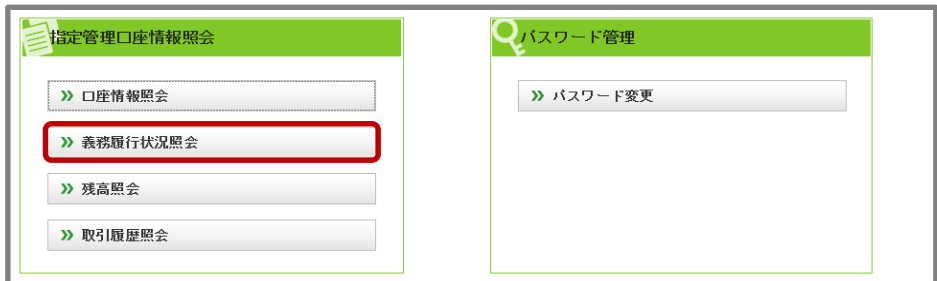 指定管理口座情報照会
口座情報照会
義務履行状況照会
残高照会
取引履歴照会
パスワード管理
パスワード変更